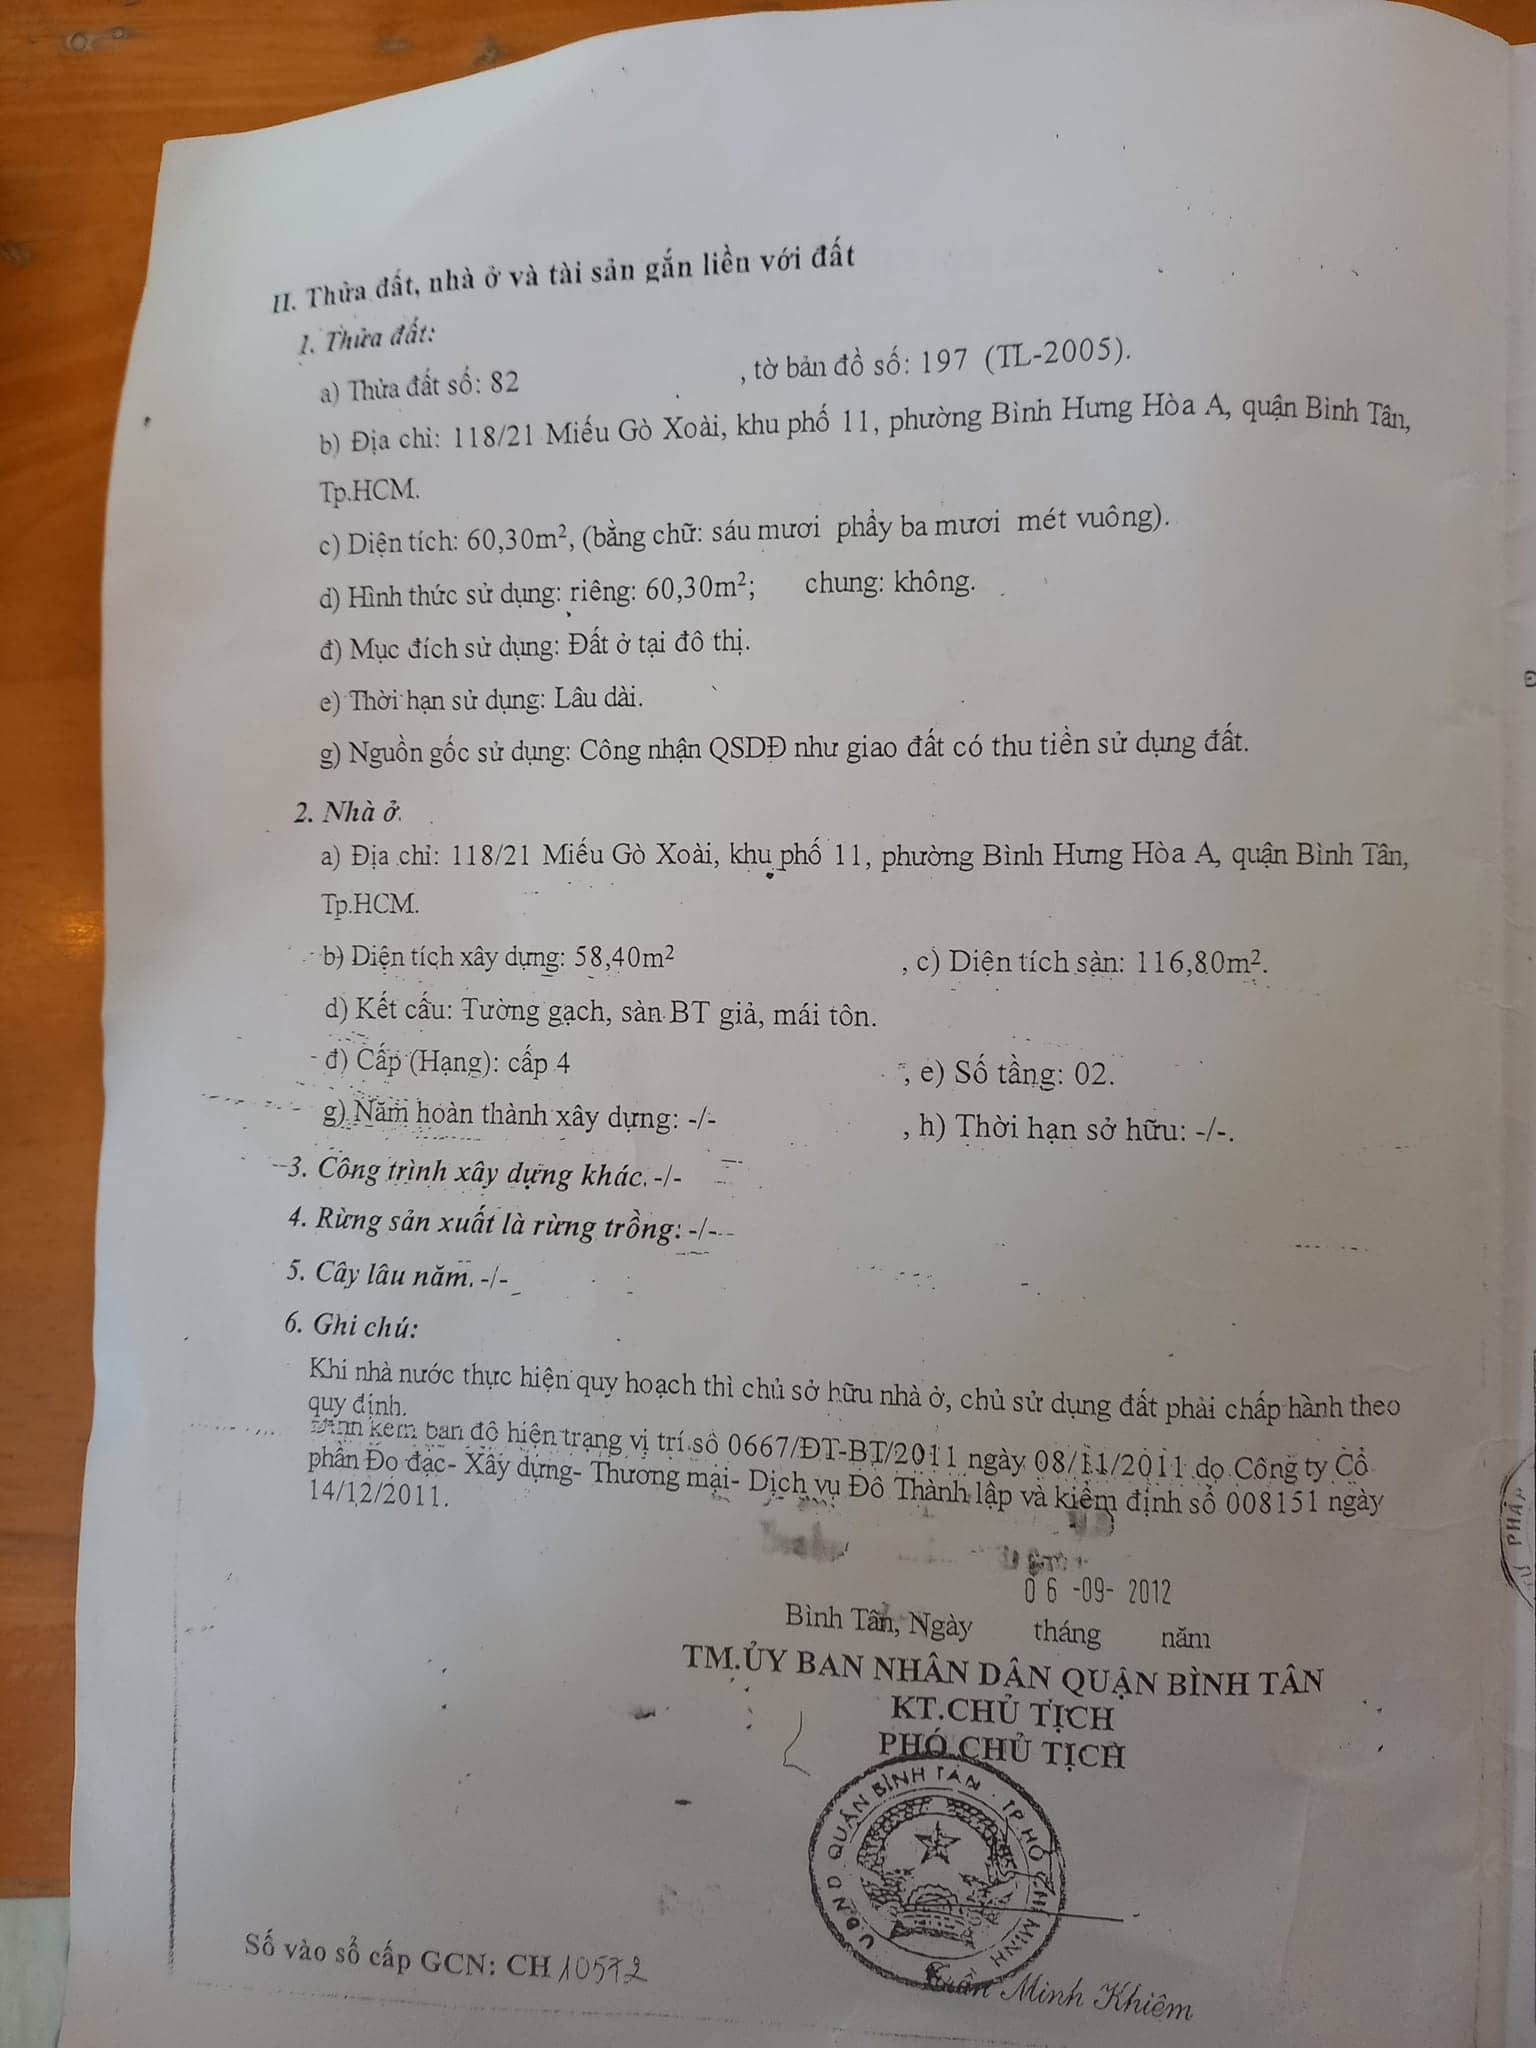 II. Thửa đất, nhà ở và tài sản gắn liền với đất
1. Thửa đất:
a) Thửa đất số: 82 , tờ bản đồ số: 197 (TL-2005).
b) Địa chỉ: 118/21 Miếu Gò Xoài, khu phố 11, phường Bình Hưng Hòa A, quận Bình Tân,
Tp.HCM.
c) Diện tích: 60,30m², (bằng chữ: sáu mươi phẩy ba mươi mét vuông).
d) Hình thức sử dụng: riêng: 60,30m²; chung: không.
đ) Mục đích sử dụng: Đất ở tại đô thị.
e) Thời hạn sử dụng: Lâu dài.
g) Nguồn gốc sử dụng: Công nhận QSDĐ như giao đất có thu tiền sử dụng đất.
2. Nhà ở.
a) Địa chỉ: 118/21 Miếu Gò Xoài, khu phố 11, phường Bình Hưng Hòa A, quận Bình Tân,
Tp.HCM.
b) Diện tích xây dựng: 58,40m² , c) Diện tích sàn: 116,80m².
d) Kết cấu: Tường gạch, sàn BT giả, mái tôn.
đ) Cấp (Hạng): cấp 4 , e) Số tầng: 02.
g) Năm hoàn thành xây dựng: -/- , h) Thời hạn sở hữu: -/-.
3. Công trình xây dựng khác. -/-
4. Rừng sản xuất là rừng trồng: -/-
5. Cây lâu năm. -/-
6. Ghi chú:
Khi nhà nước thực hiện quy hoạch thì chủ sở hữu nhà ở, chủ sử dụng đất phải chấp hành theo
quy định.
Đính kèm bản đồ hiện trạng vị trí số 0667/ĐT-BT/2011 ngày 08/11/2011 do Công ty Cổ
phần Đo đạc- Xây dựng- Thương mại- Dịch vụ Đô Thành lập và kiểm định số 008151 ngày
14/12/2011.
06 -09- 2012
Bình Tân, Ngày tháng năm
TM.ỦY BAN NHÂN DÂN QUẬN BÌNH TÂN
KT.CHỦ TỊCH
PHÓ CHỦ TỊCH
U.B.N.D QUẬN BÌNH TÂN - TP HỒ CHÍ MINH
Trần Minh Khiêm
Số vào sổ cấp GCN: CH 10572